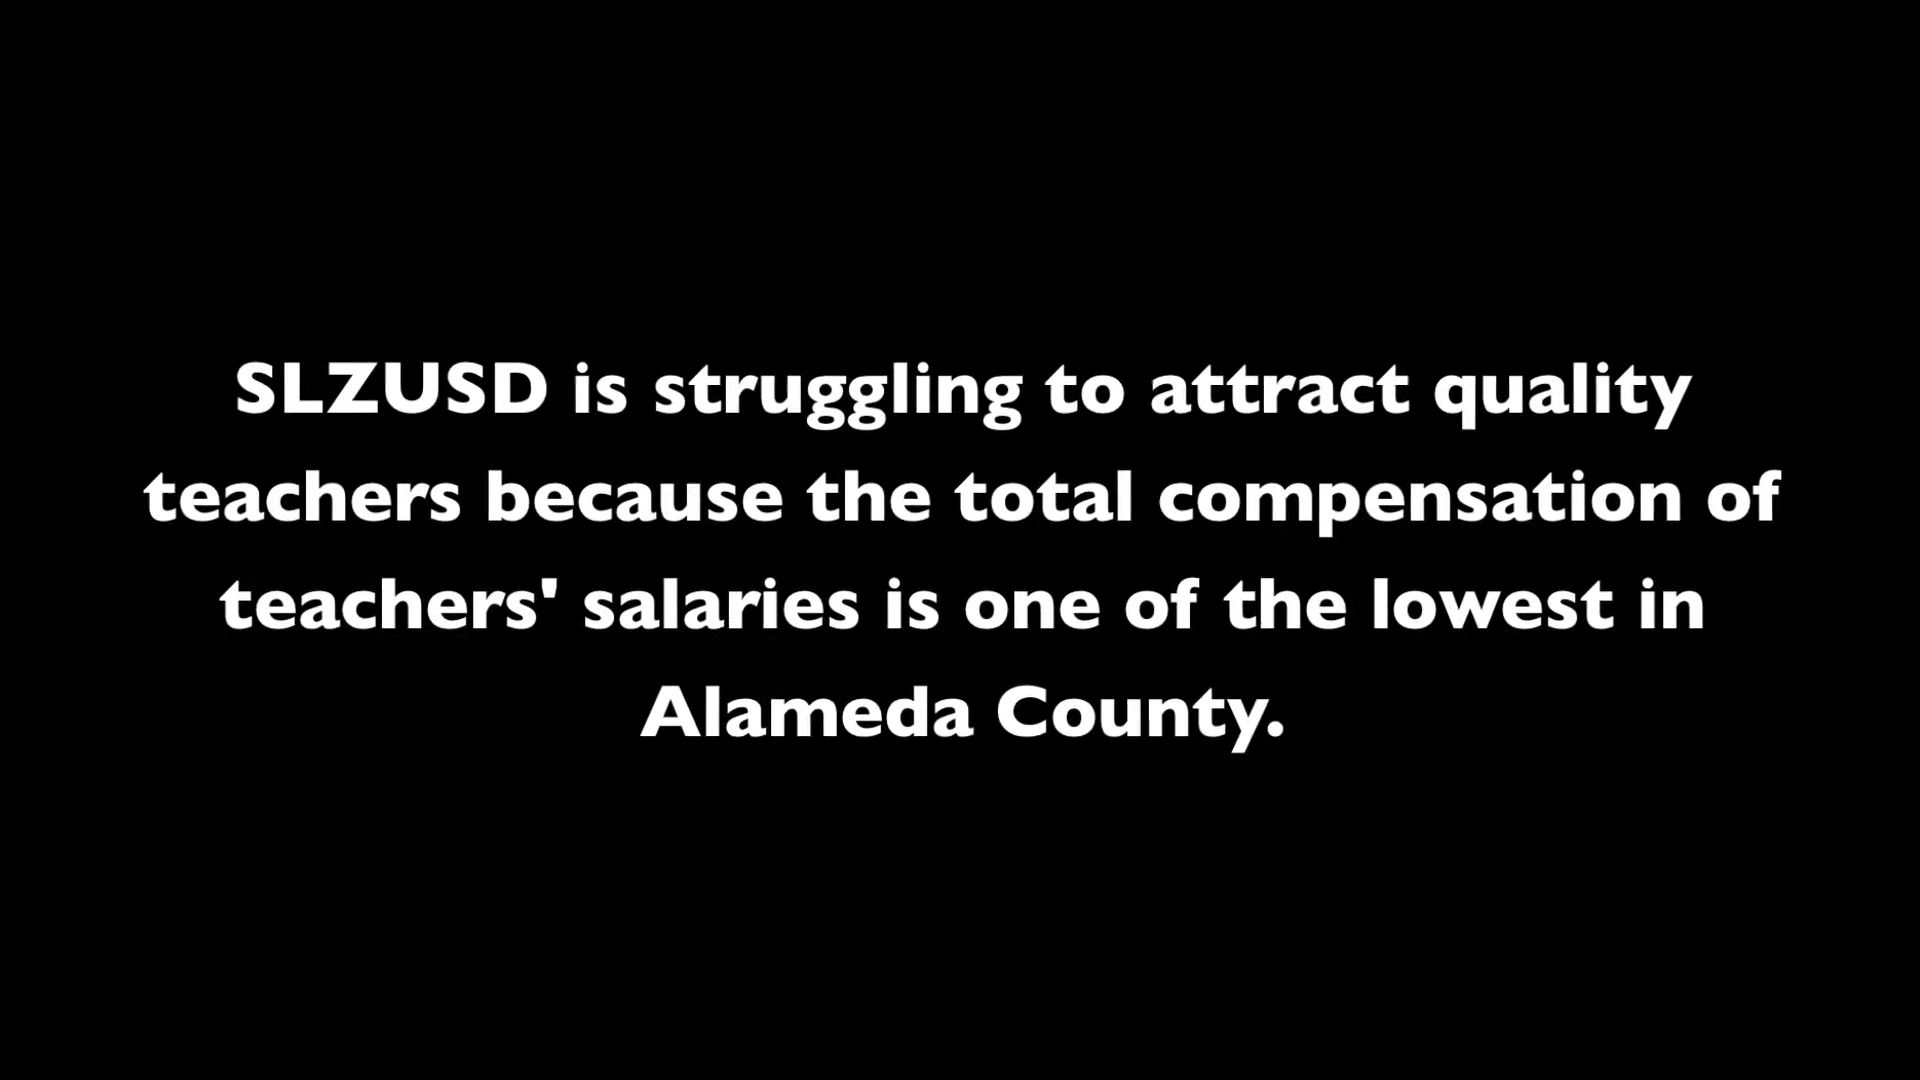 SLZUSD is struggling to attract quality
teachers because the total compensation of
teachers' salaries is one of the lowest in
Alameda County.